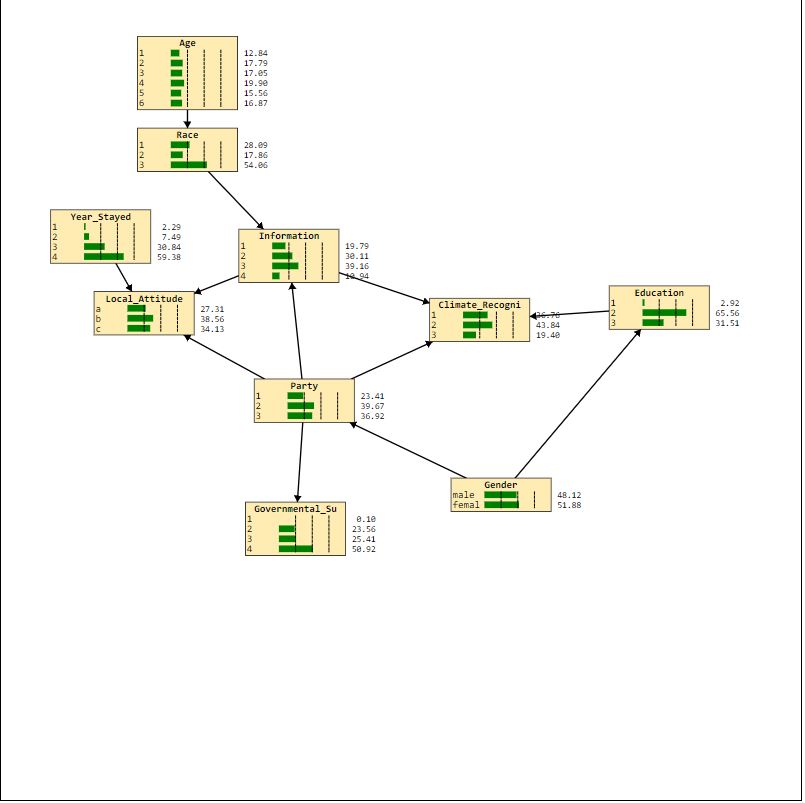 Age
1 12.84
2 17.79
3 17.05
4 19.90
5 15.56
6 16.87
Race
1 28.09
2 17.86
3 54.06
Year_Stayed
1 2.29
2 7.49
3 30.84
4 59.38
Information
1 19.79
2 30.11
3 39.16
4 10.94
Local_Attitude
a 27.31
b 38.56
c 34.13
Climate_Recogni
1 36.76
2 43.84
3 19.40
Education
1 2.92
2 65.56
3 31.51
Party
1 23.41
2 39.67
3 36.92
Gender
male 48.12
femal 51.88
Governmental_Su
1 0.10
2 23.56
3 25.41
4 50.92